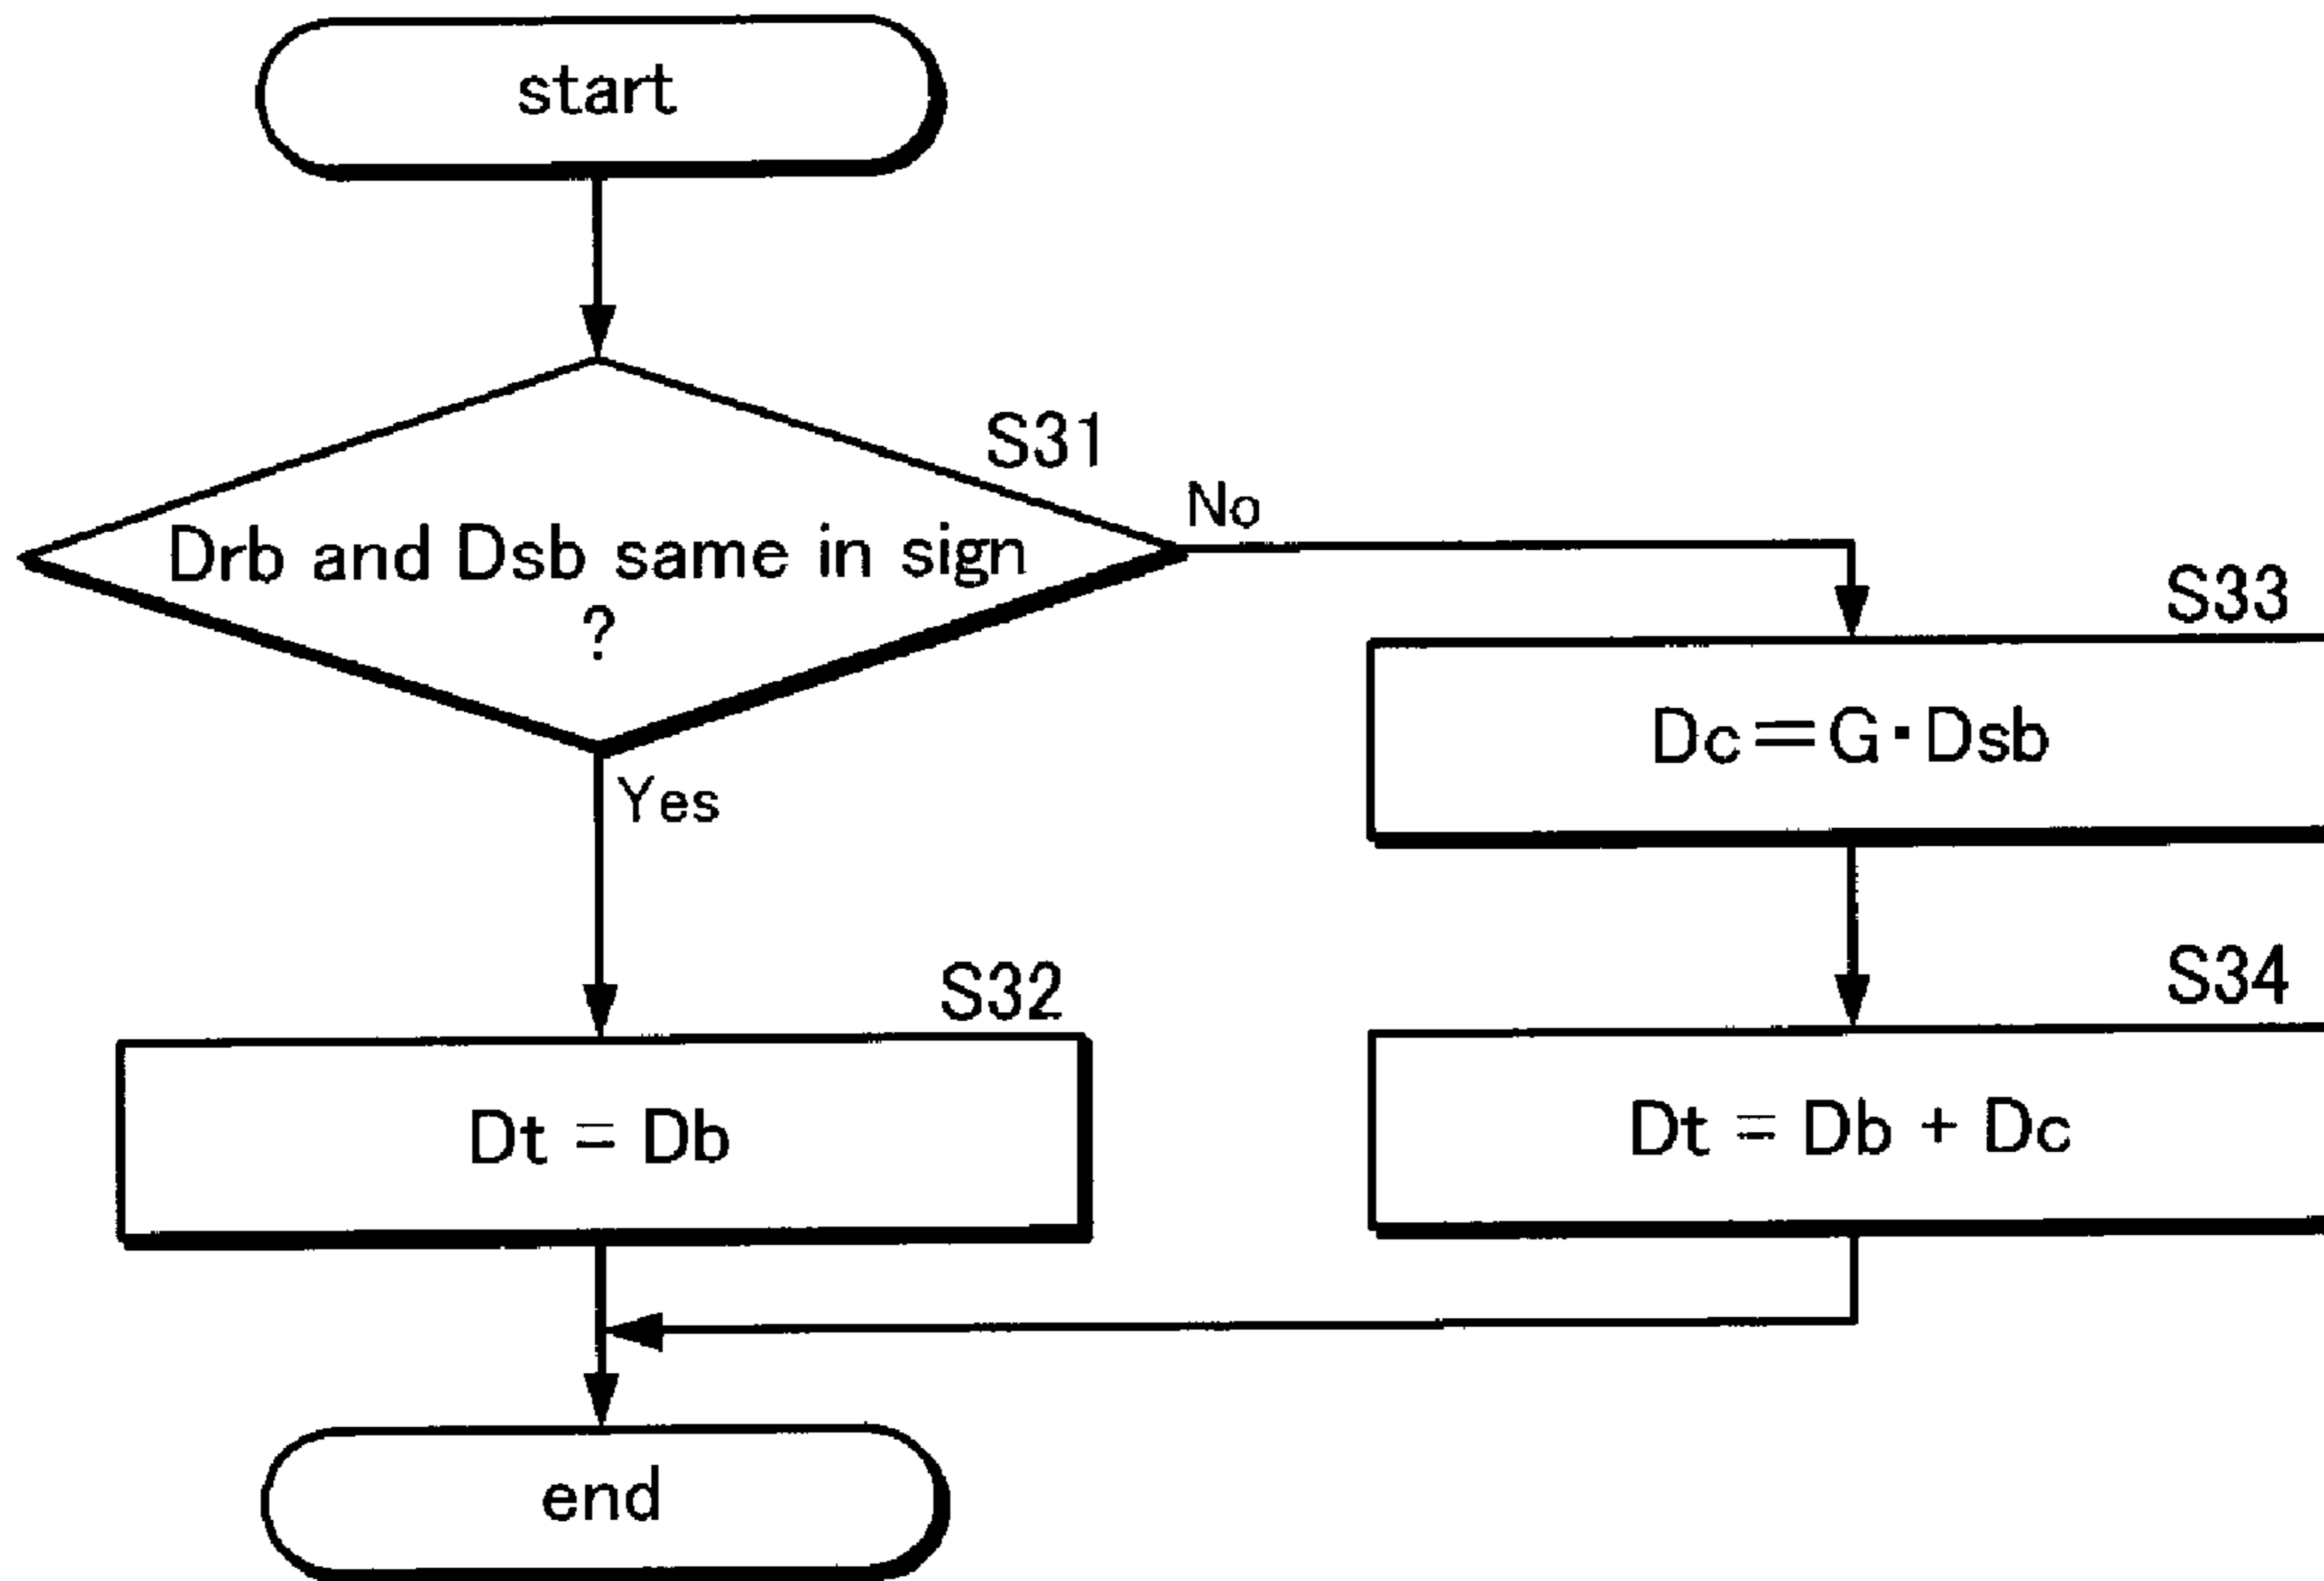 start
S31
Drb and Dsb same in sign
?
No
Yes
S33
Dc=G・Dsb
S32
Dt = Db
S34
Dt = Db + Dc
end